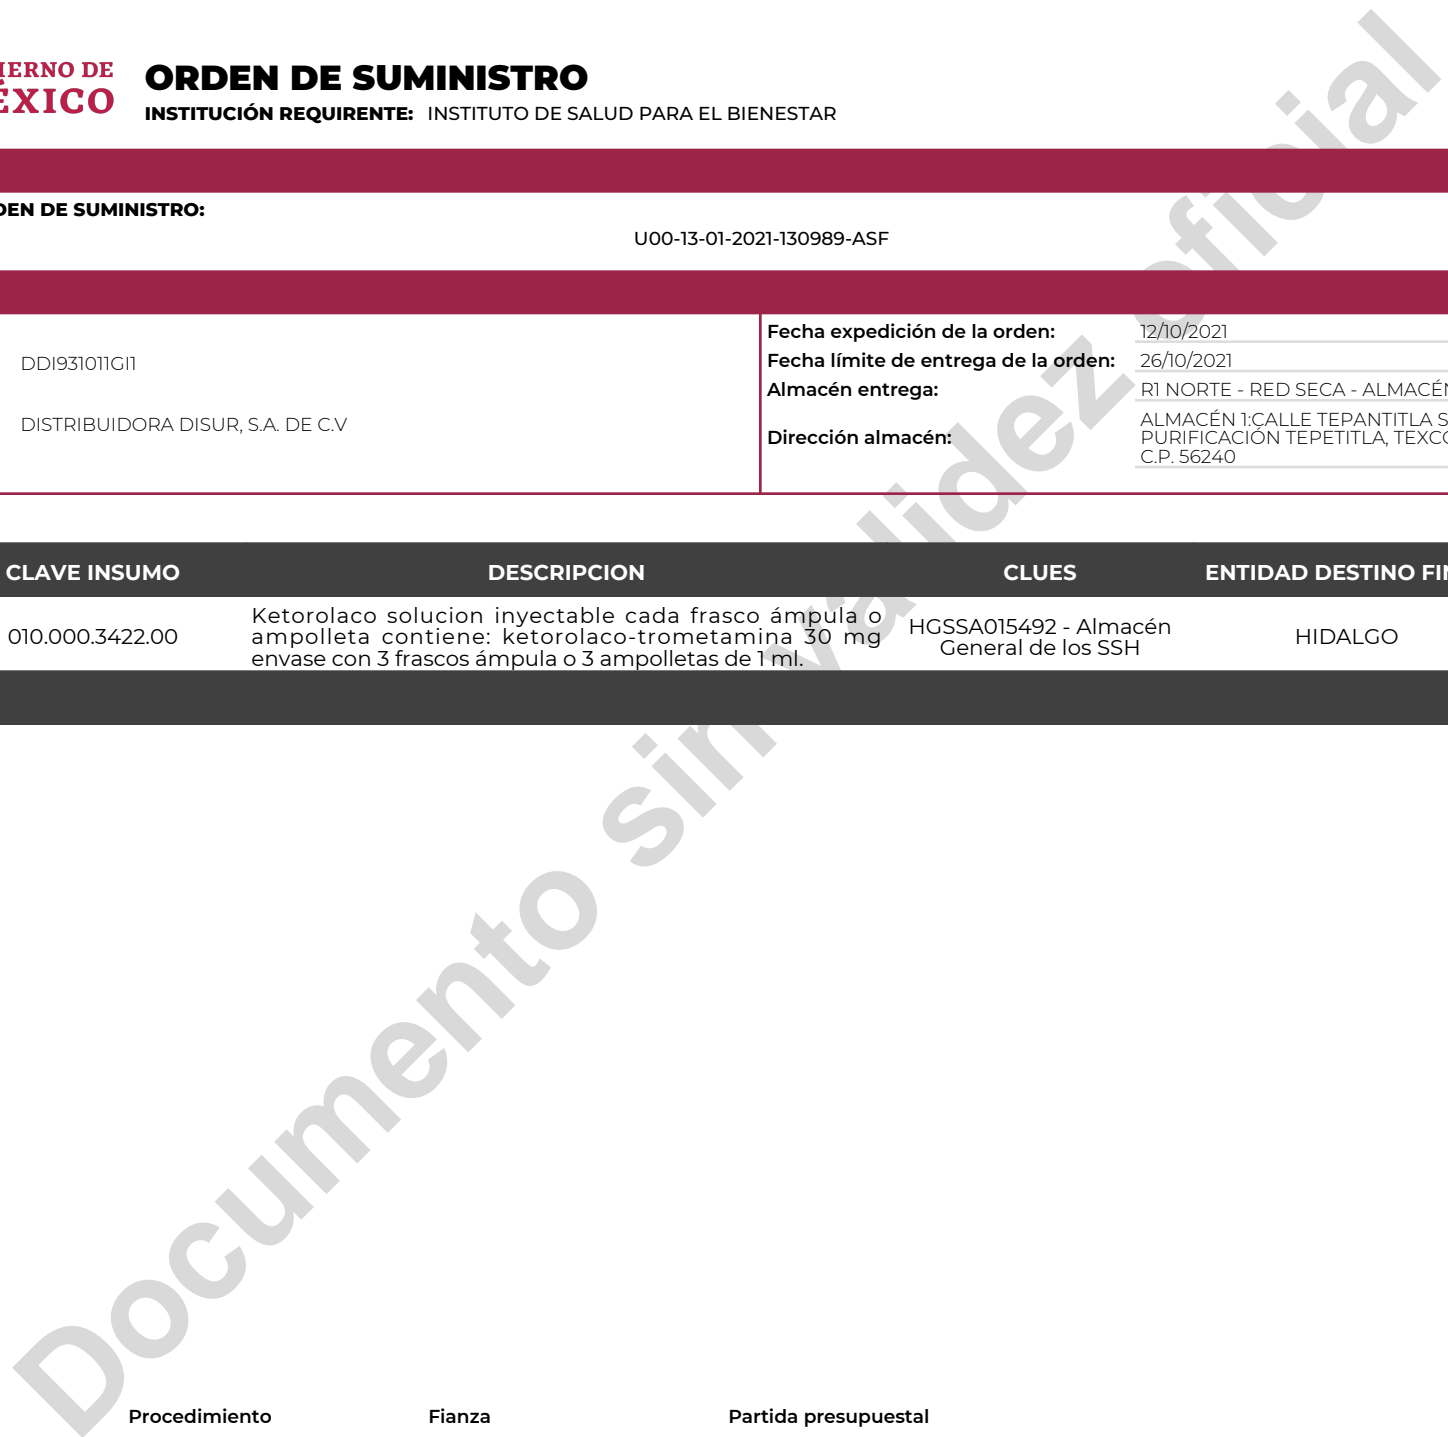 IERNO DE
ÉXICO
ORDEN DE SUMINISTRO
INSTITUCIÓN REQUIRENTE: INSTITUTO DE SALUD PARA EL BIENESTAR
DEN DE SUMINISTRO:
U00-13-01-2021-130989-ASF
DDI931011GI1
DISTRIBUIDORA DISUR, S.A. DE C.V
Fecha expedición de la orden: 12/10/2021
Fecha límite de entrega de la orden: 26/10/2021
Almacén entrega: R1 NORTE - RED SECA - ALMACÉN
Dirección almacén: ALMACÉN 1:CALLE TEPANTITLA S
PURIFICACIÓN TEPETITLA, TEXCO
C.P. 56240
CLAVE INSUMO DESCRIPCION CLUES ENTIDAD DESTINO FIN
010.000.3422.00
Ketorolaco solucion inyectable cada frasco ámpula o
ampolleta contiene: ketorolaco-trometamina 30 mg
envase con 3 frascos ámpula o 3 ampolletas de 1 ml.
HGSSA015492 - Almacén
General de los SSH
HIDALGO
Documento sin validez oficial
Procedimiento Fianza Partida presupuestal